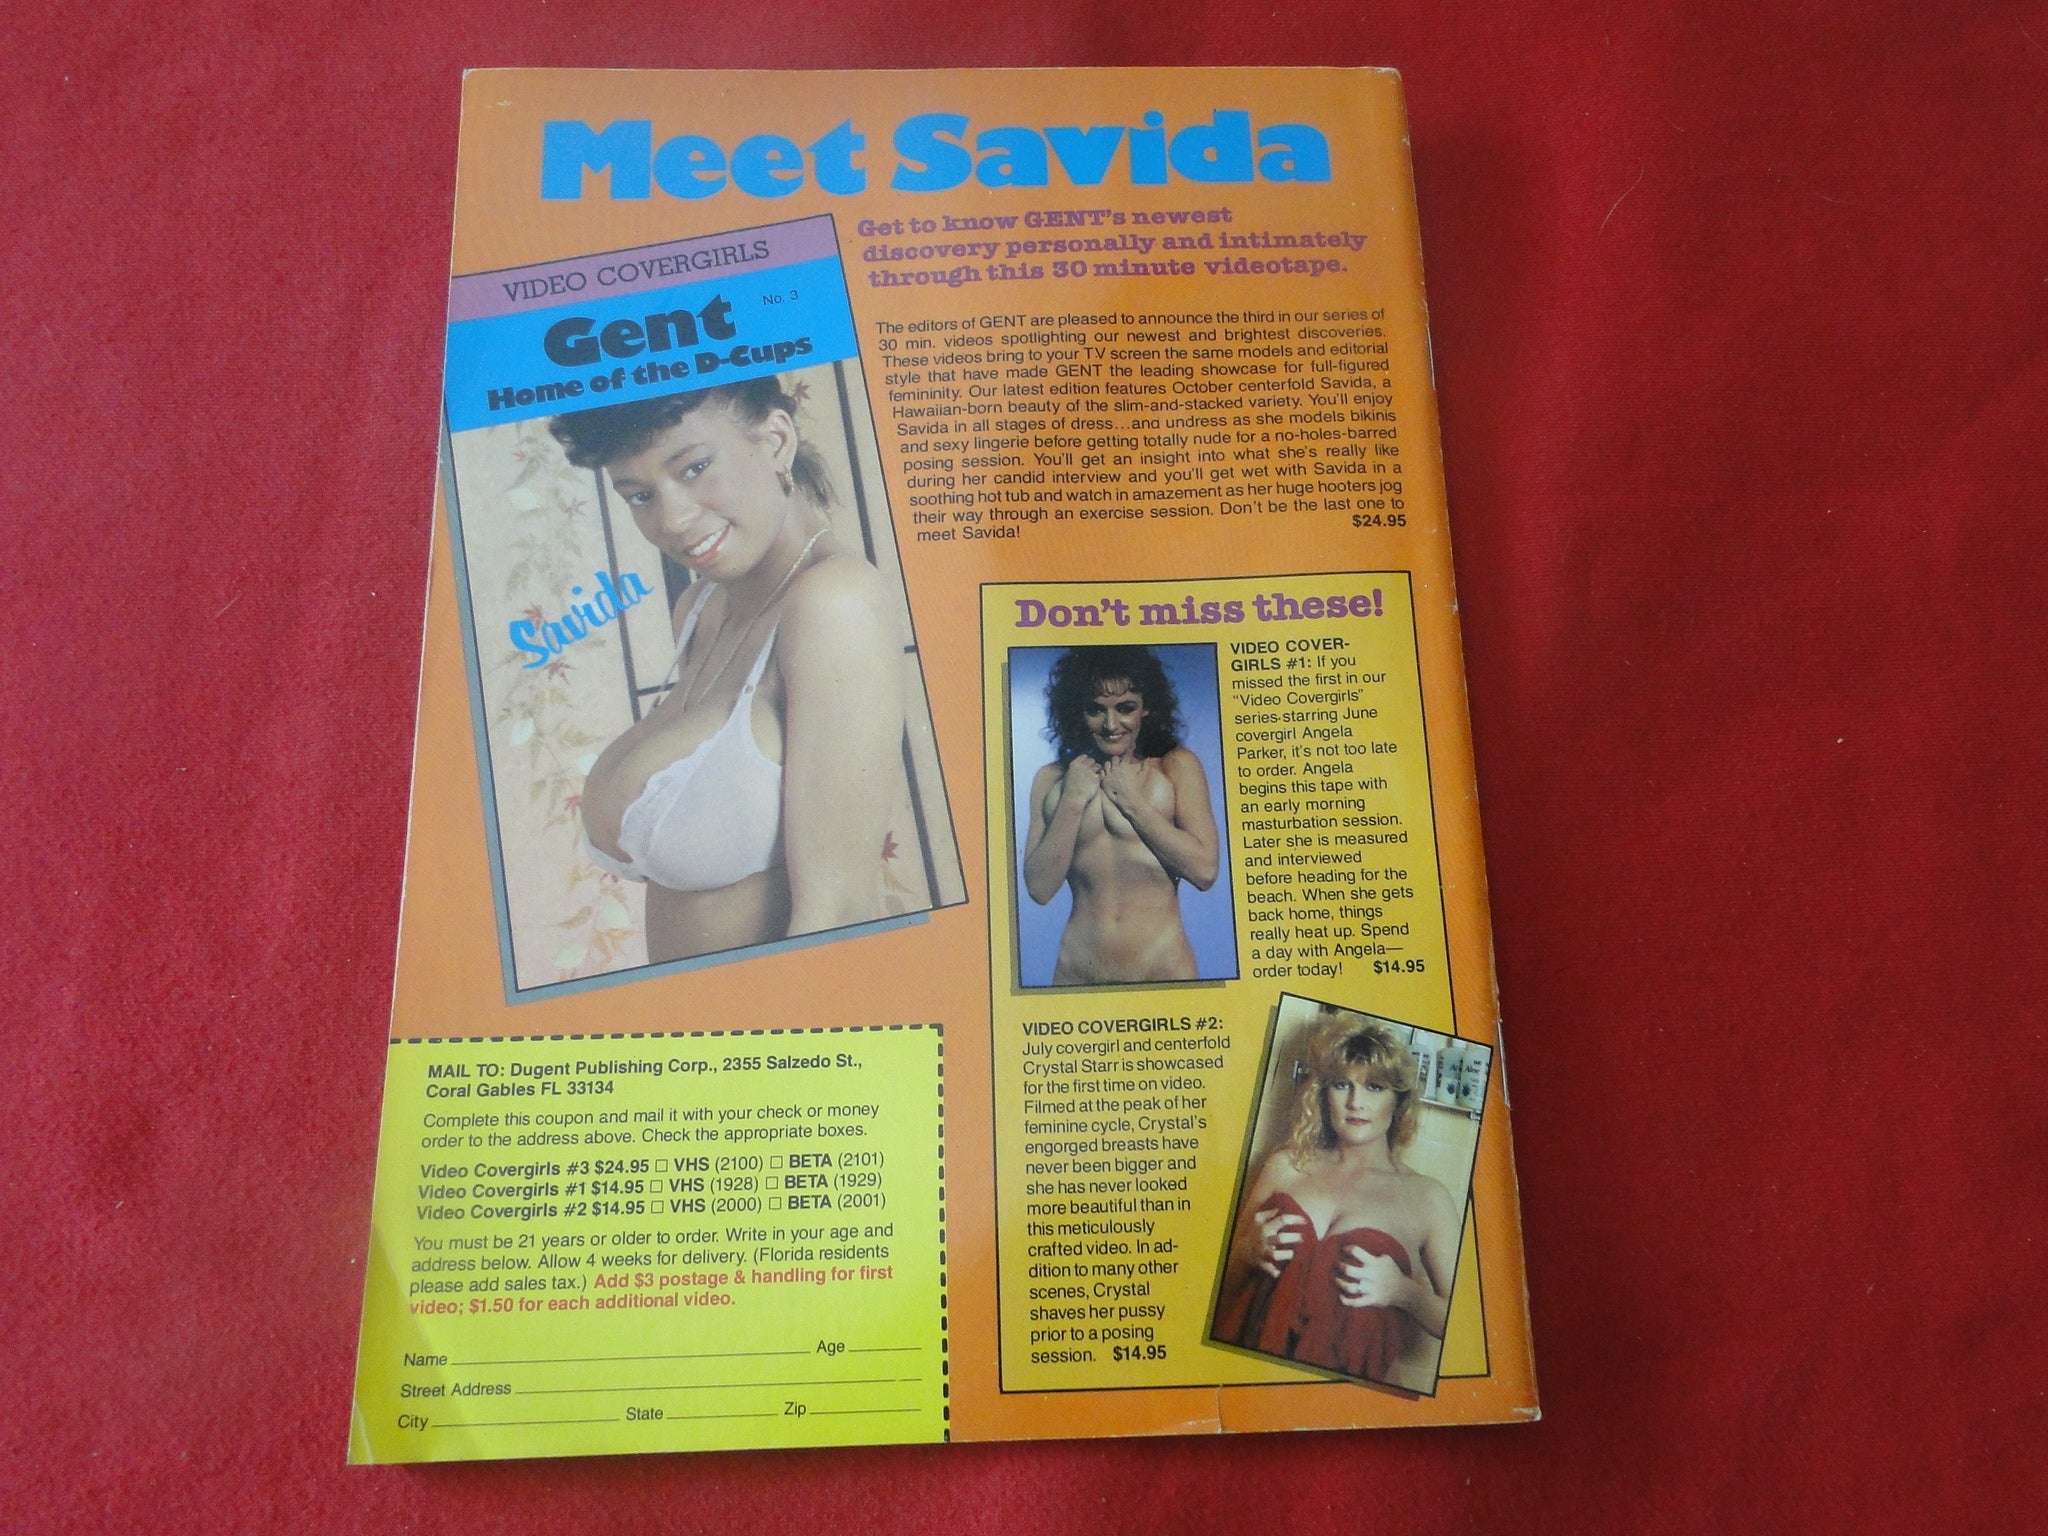 Meet Savida
Get to know GENT's newest
discovery personally and intimately
through this 30 minute videotape.
VIDEO COVERGIRLS
No. 3
Gent
Home of the D-Cups
Savida
The editors of GENT are pleased to announce the third in our series of
30 min. videos spotlighting our newest and brightest discoveries.
These videos bring to your TV screen the same models and editorial
style that have made GENT the leading showcase for full-figured
femininity. Our latest edition features October centerfold Savida, a
Hawaiian-born beauty of the slim-and-stacked variety. You'll enjoy
Savida in all stages of dress...and undress as she models bikinis
and sexy lingerie before getting totally nude for a no-holes-barred
posing session. You'll get an insight into what she's really like
during her candid interview and you'll get wet with Savida in a
soothing hot tub and watch in amazement as her huge hooters jog
their way through an exercise session. Don't be the last one to
meet Savida! $24.95
Don't miss these!
VIDEO COVER-
GIRLS #1: If you
missed the first in our
"Video Covergirls"
series-starring June
covergirl Angela
Parker, it's not too late
to order. Angela
begins this tape with
an early morning
masturbation session.
Later she is measured
and interviewed
before heading for the
beach. When she gets
back home, things
really heat up. Spend
a day with Angela—
order today! $14.95
VIDEO COVERGIRLS #2:
July covergirl and centerfold
Crystal Starr is showcased
for the first time on video.
Filmed at the peak of her
feminine cycle, Crystal's
engorged breasts have
never been bigger and
she has never looked
more beautiful than in
this meticulously
crafted video. In ad-
dition to many other
scenes, Crystal
shaves her pussy
prior to a posing
session. $14.95
MAIL TO: Dugent Publishing Corp., 2355 Salzedo St.,
Coral Gables FL 33134
Complete this coupon and mail it with your check or money
order to the address above. Check the appropriate boxes.
Video Covergirls #3 $24.95 □ VHS (2100) □ BETA (2101)
Video Covergirls #1 $14.95 □ VHS (1928) □ BETA (1929)
Video Covergirls #2 $14.95 □ VHS (2000) □ BETA (2001)
You must be 21 years or older to order. Write in your age and
address below. Allow 4 weeks for delivery. (Florida residents
please add sales tax.) Add $3 postage & handling for first
video; $1.50 for each additional video.
Name Age
Street Address
City State Zip